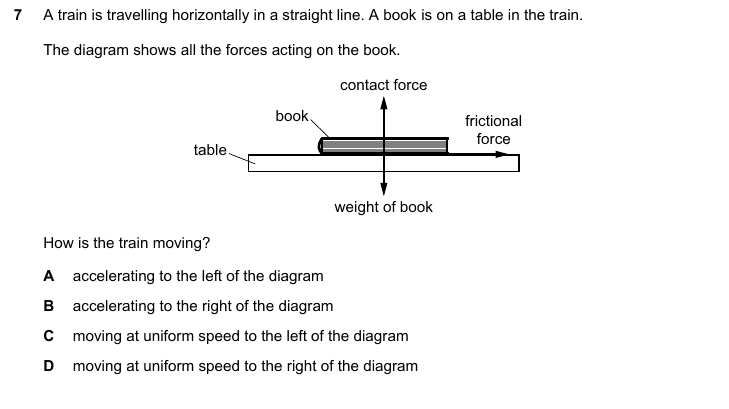 7 A train is travelling horizontally in a straight line. A book is on a table in the train.
The diagram shows all the forces acting on the book.
contact force
book
frictional
force
table
weight of book
How is the train moving?
A accelerating to the left of the diagram
B accelerating to the right of the diagram
C moving at uniform speed to the left of the diagram
D moving at uniform speed to the right of the diagram